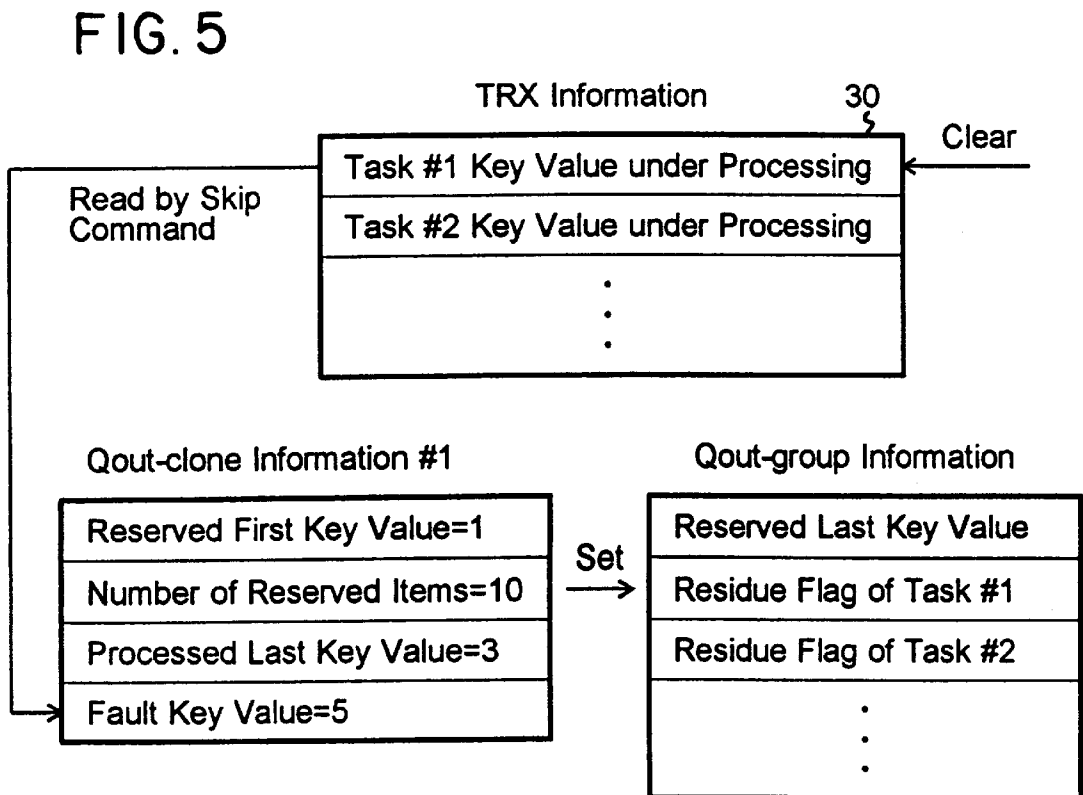 FIG. 5
TRX Information
30
Clear
Task #1 Key Value under Processing
Read by Skip
Command
Task #2 Key Value under Processing
Qout-clone Information #1
Qout-group Information
Reserved First Key Value=1
Reserved Last Key Value
Set
Number of Reserved Items=10
Residue Flag of Task #1
Processed Last Key Value=3
Residue Flag of Task #2
Fault Key Value=5